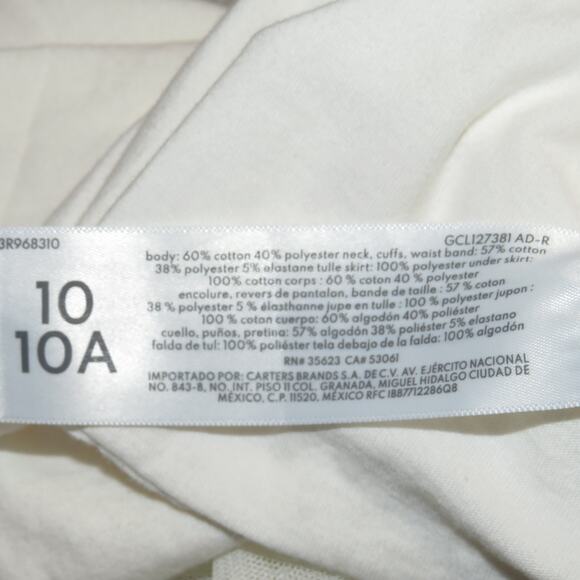 3R968310
GCL127381 AD-R
10
10A
body: 60% cotton 40% polyester neck, cuffs, waist band: 57% cotton
38% polyester 5% elastane tulle skirt: 100% polyester under skirt:
100% cotton corps : 60 % coton 40 % polyester
encolure, revers de pantalon, bande de taille : 57 % coton
38 % polyester 5 % élasthanne jupe en tulle : 100 % polyester jupon :
100 % coton cuerpo: 60% algodón 40% poliéster
cuello, puños, pretina: 57% algodón 38% poliéster 5% elastano
falda de tul: 100% poliéster tela debajo de la falda: 100% algodón
RN# 35623 CA# 53061
IMPORTADO POR: CARTERS BRANDS S.A. DE C.V. AV. EJÉRCITO NACIONAL
NO. 843-B, NO. INT. PISO 11 COL. GRANADA, MIGUEL HIDALGO CIUDAD DE
MÉXICO, C.P. 11520, MÉXICO RFC IBB7712286Q8